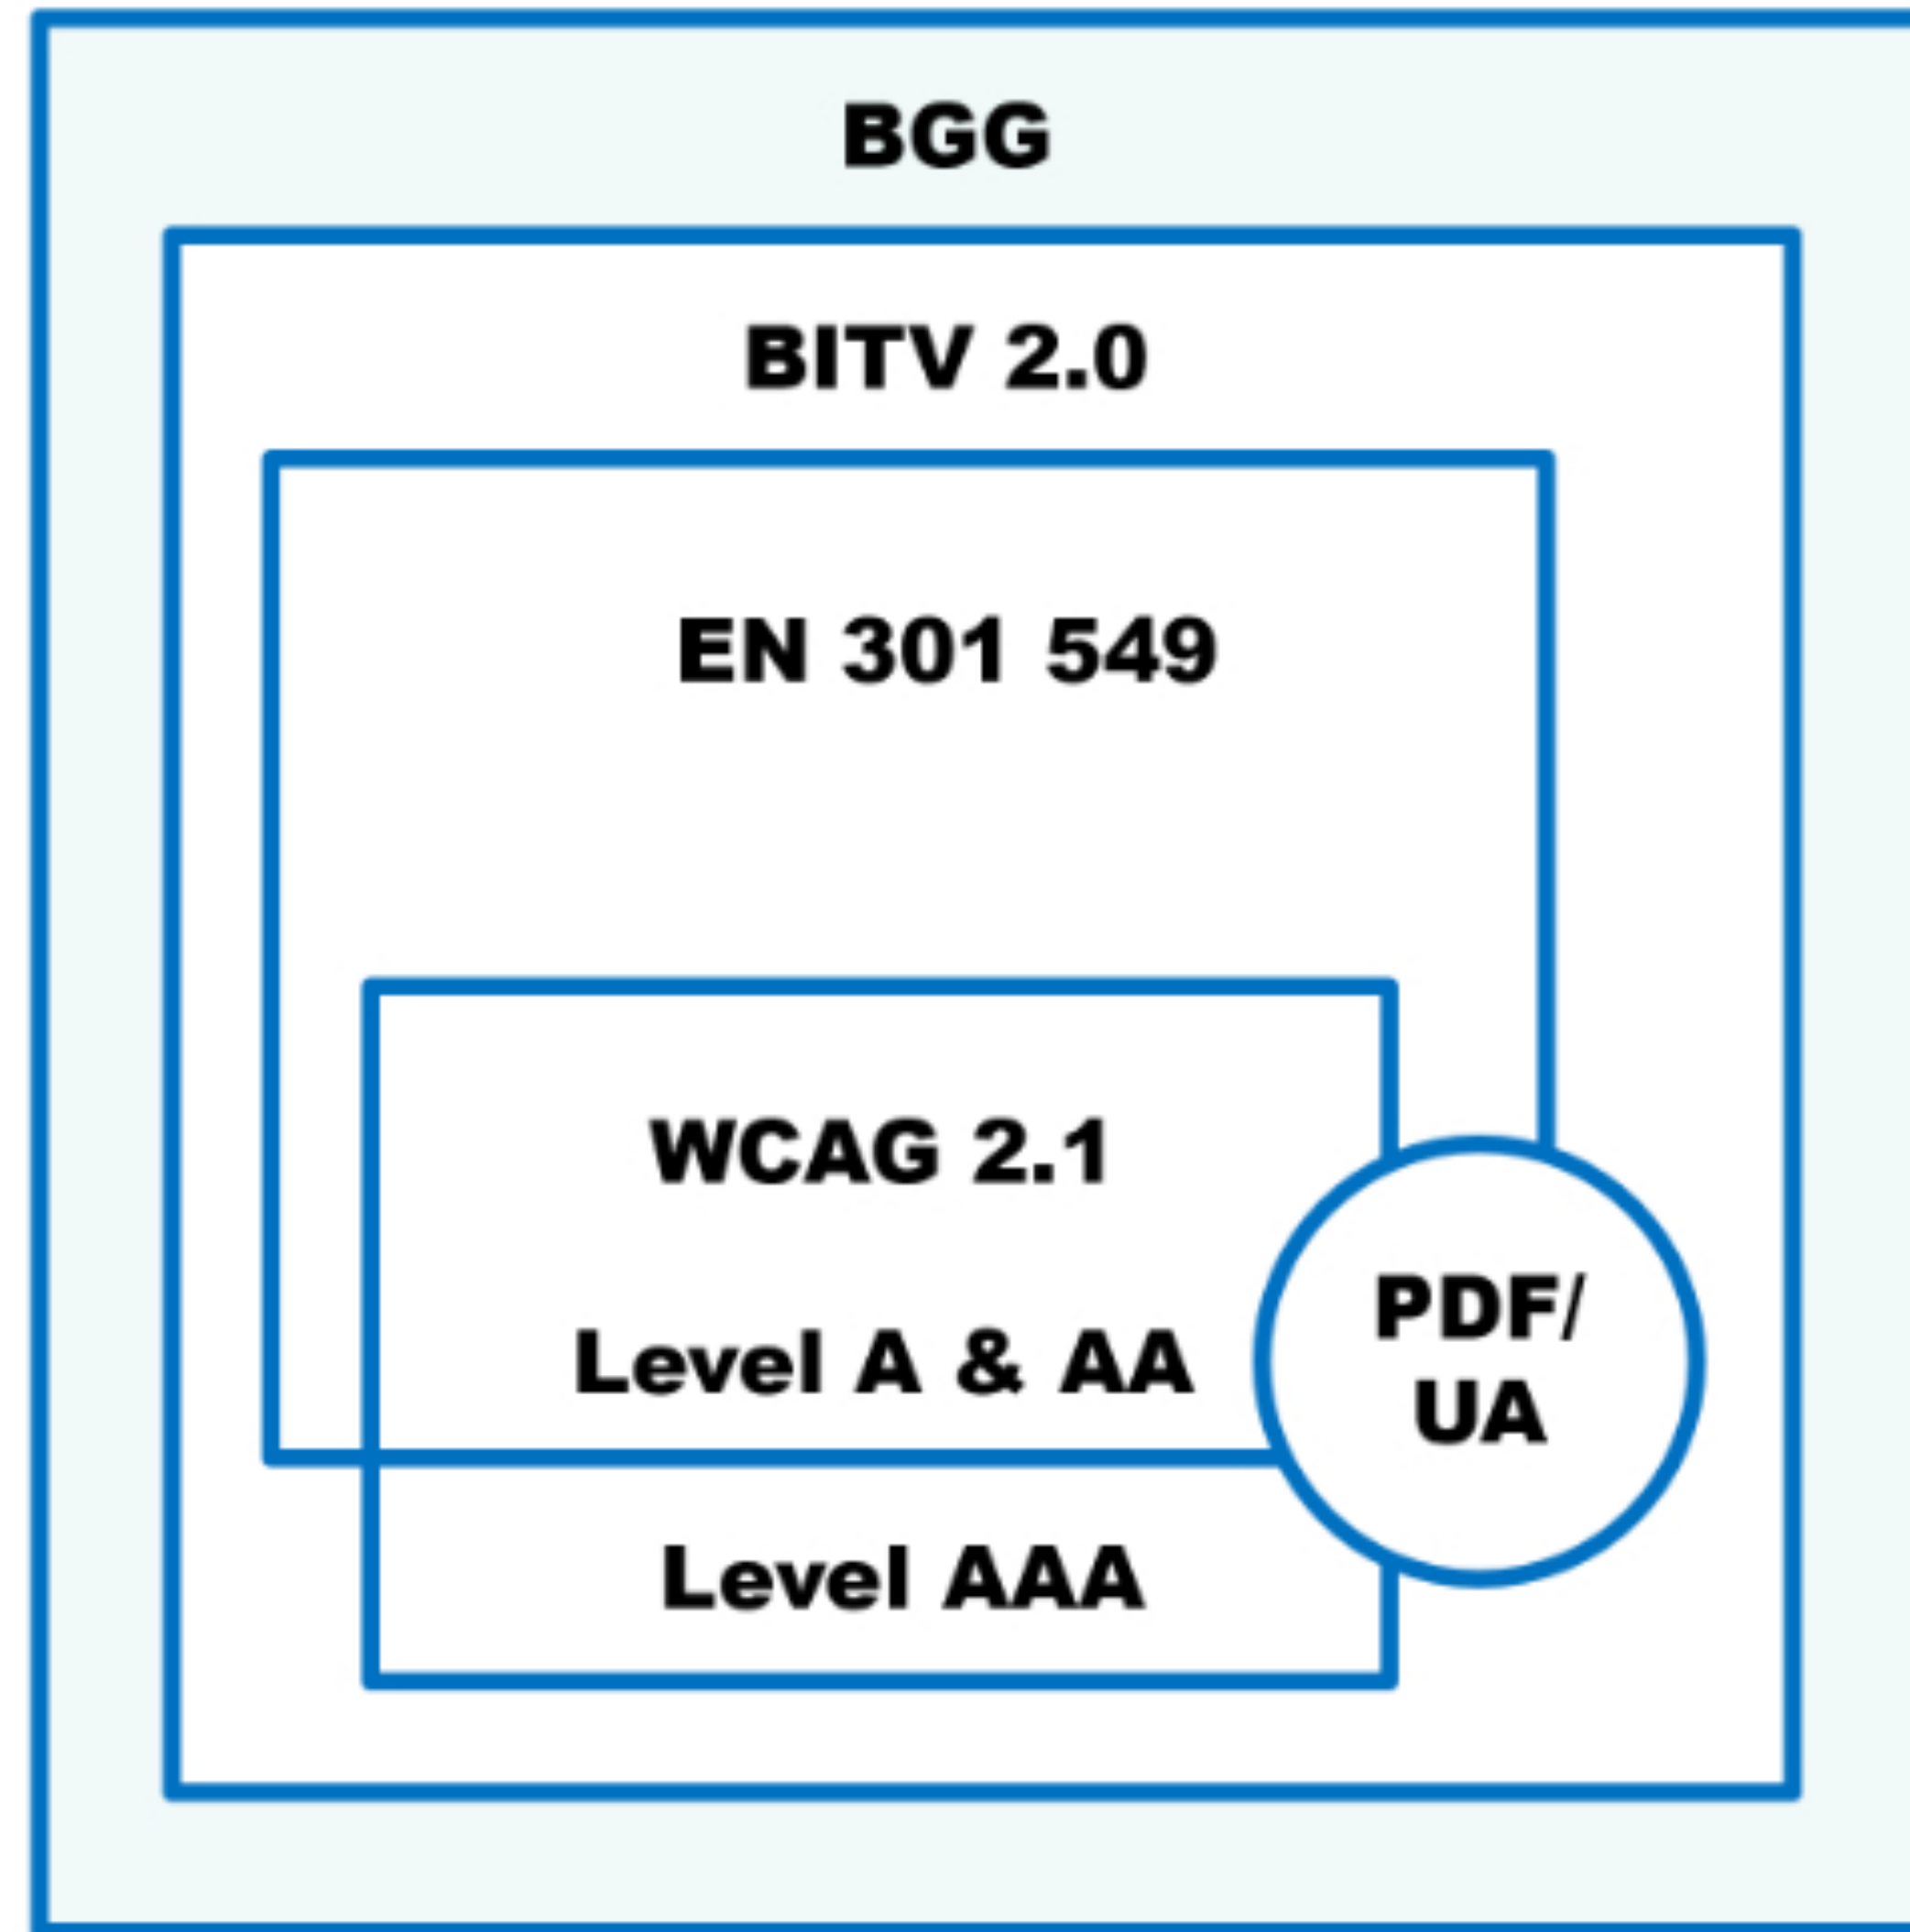 BGG
BITV 2.0
EN 301 549
WCAG 2.1
Level A & AA
PDF/
UA
Level AAA